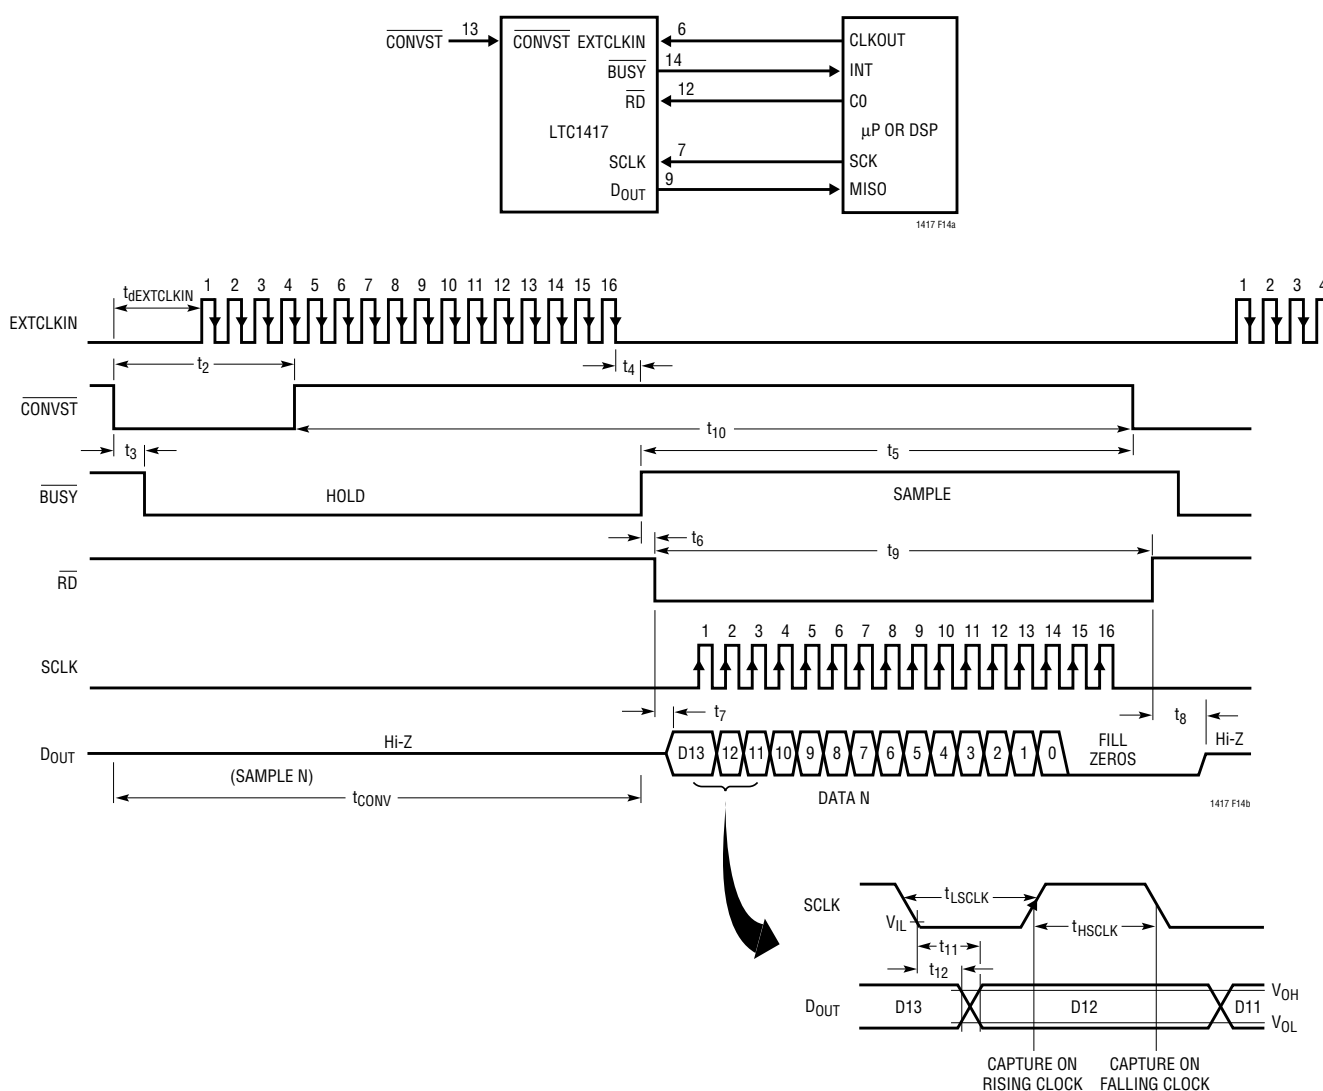 CONVST 13 CONVST EXTCLKIN 6 CLKOUT
BUSY 14 INT
RD 12 C0
LTC1417 µP OR DSP
SCLK 7 SCK
DOUT 9 MISO
1417 F14a
tdEXTCLKIN 1 2 3 4 5 6 7 8 9 10 11 12 13 14 15 16 1 2 3 4
EXTCLKIN
t2 t4
CONVST
t10
t3 t5
BUSY HOLD SAMPLE
t6 t9
RD
1 2 3 4 5 6 7 8 9 10 11 12 13 14 15 16
SCLK
t7 t8
DOUT Hi-Z D13 12 11 10 9 8 7 6 5 4 3 2 1 0 FILL ZEROS Hi-Z
(SAMPLE N)
tCONV DATA N
1417 F14b
SCLK tLSCLK
VIL tHSCLK
t11
t12
DOUT D13 D12 D11 VOH
VOL
CAPTURE ON CAPTURE ON
RISING CLOCK FALLING CLOCK